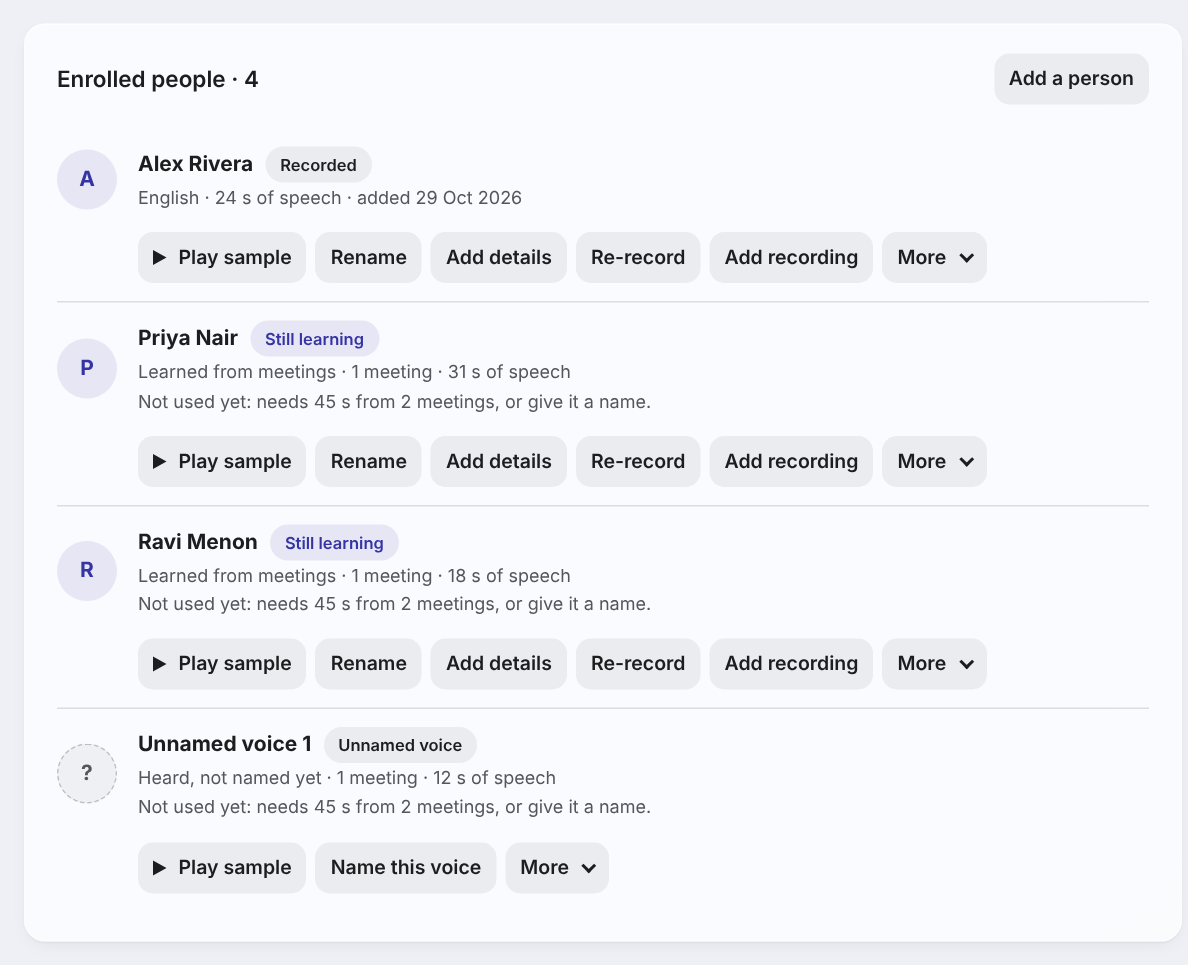 Enrolled people · 4
Add a person
A
Alex Rivera Recorded
English · 24 s of speech · added 29 Oct 2026
Play sample Rename Add details Re-record Add recording More
P
Priya Nair Still learning
Learned from meetings · 1 meeting · 31 s of speech
Not used yet: needs 45 s from 2 meetings, or give it a name.
Play sample Rename Add details Re-record Add recording More
R
Ravi Menon Still learning
Learned from meetings · 1 meeting · 18 s of speech
Not used yet: needs 45 s from 2 meetings, or give it a name.
Play sample Rename Add details Re-record Add recording More
?
Unnamed voice 1 Unnamed voice
Heard, not named yet · 1 meeting · 12 s of speech
Not used yet: needs 45 s from 2 meetings, or give it a name.
Play sample Name this voice More